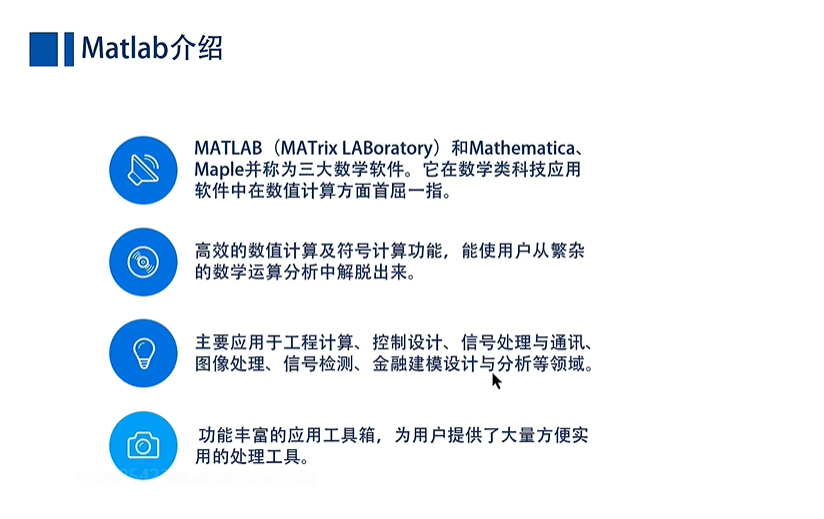 Matlab介绍
MATLAB（MATrix LABoratory）和Mathematica、
Maple并称为三大数学软件。它在数学类科技应用
软件中在数值计算方面首屈一指。
高效的数值计算及符号计算功能，能使用户从繁杂
的数学运算分析中解脱出来。
主要应用于工程计算、控制设计、信号处理与通讯、
图像处理、信号检测、金融建模设计与分析等领域。
功能丰富的应用工具箱，为用户提供了大量方便实
用的处理工具。